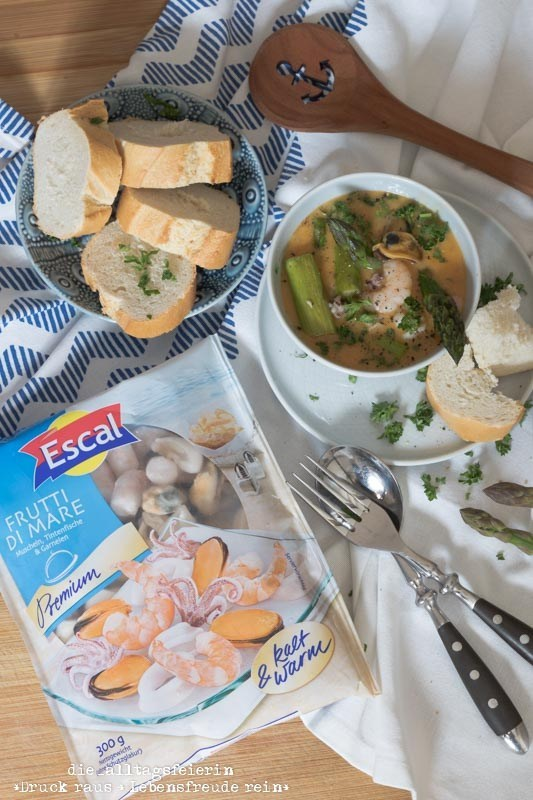 Escal
FRUTTI
DI MARE
Muscheln, Tintenfische
& Garnelen
Premium
kalt
& warm
300 g
die alltagsfeierin
*Druck raus + Lebensfreude rein*